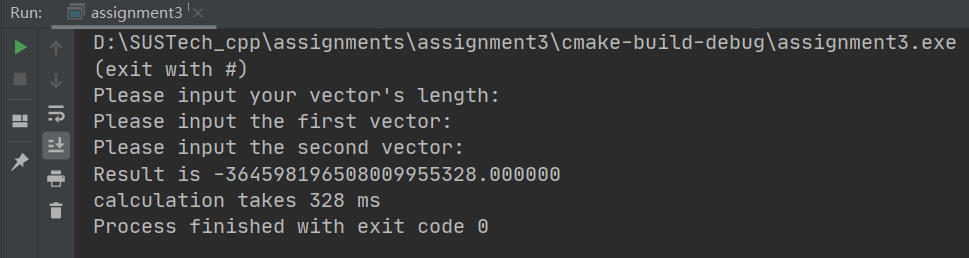 Run: assignment3
D:\SUSTech_cpp\assignments\assignment3\cmake-build-debug\assignment3.exe
(exit with #)
Please input your vector's length:
Please input the first vector:
Please input the second vector:
Result is -364598196508009955328.000000
calculation takes 328 ms
Process finished with exit code 0